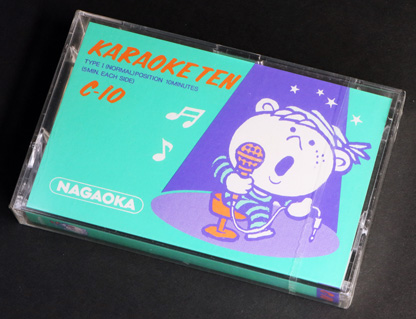 KARAOKE TEN
TYPE I (NORMAL) POSITION 10MINUTES
(5MIN. EACH SIDE)
C-10
NAGAOKA